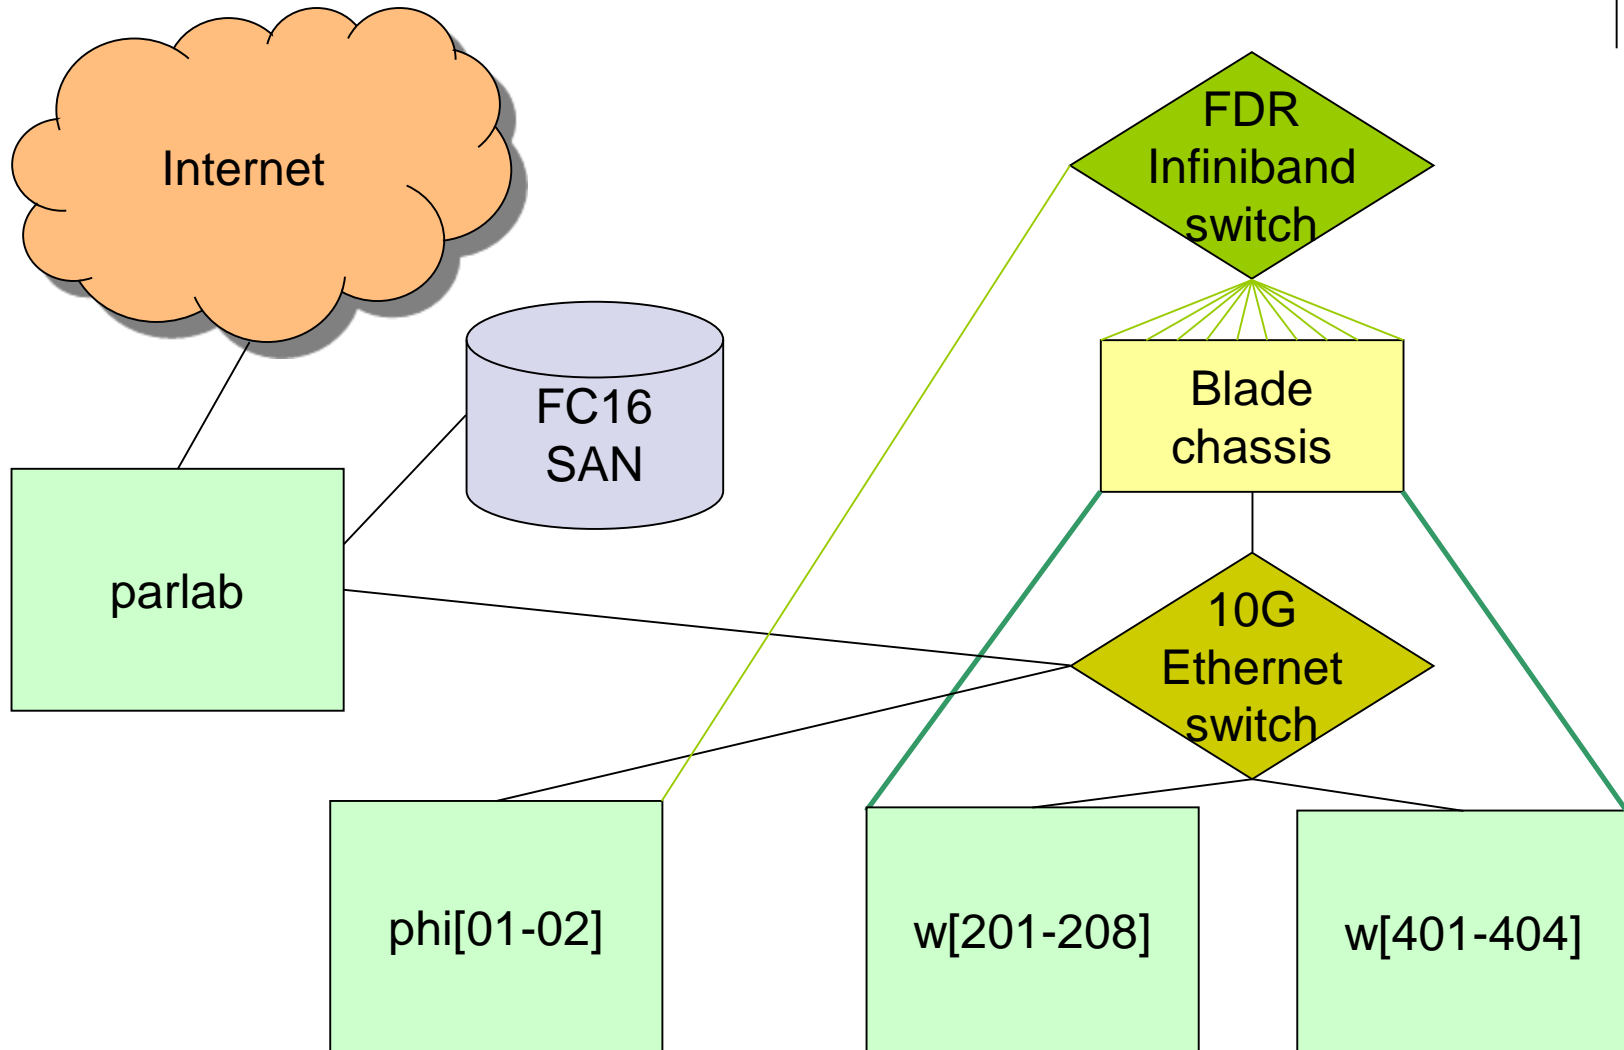 Internet
FDR
Infiniband
switch
FC16
SAN
Blade
chassis
parlab
10G
Ethernet
switch
phi[01-02]
w[201-208]
w[401-404]